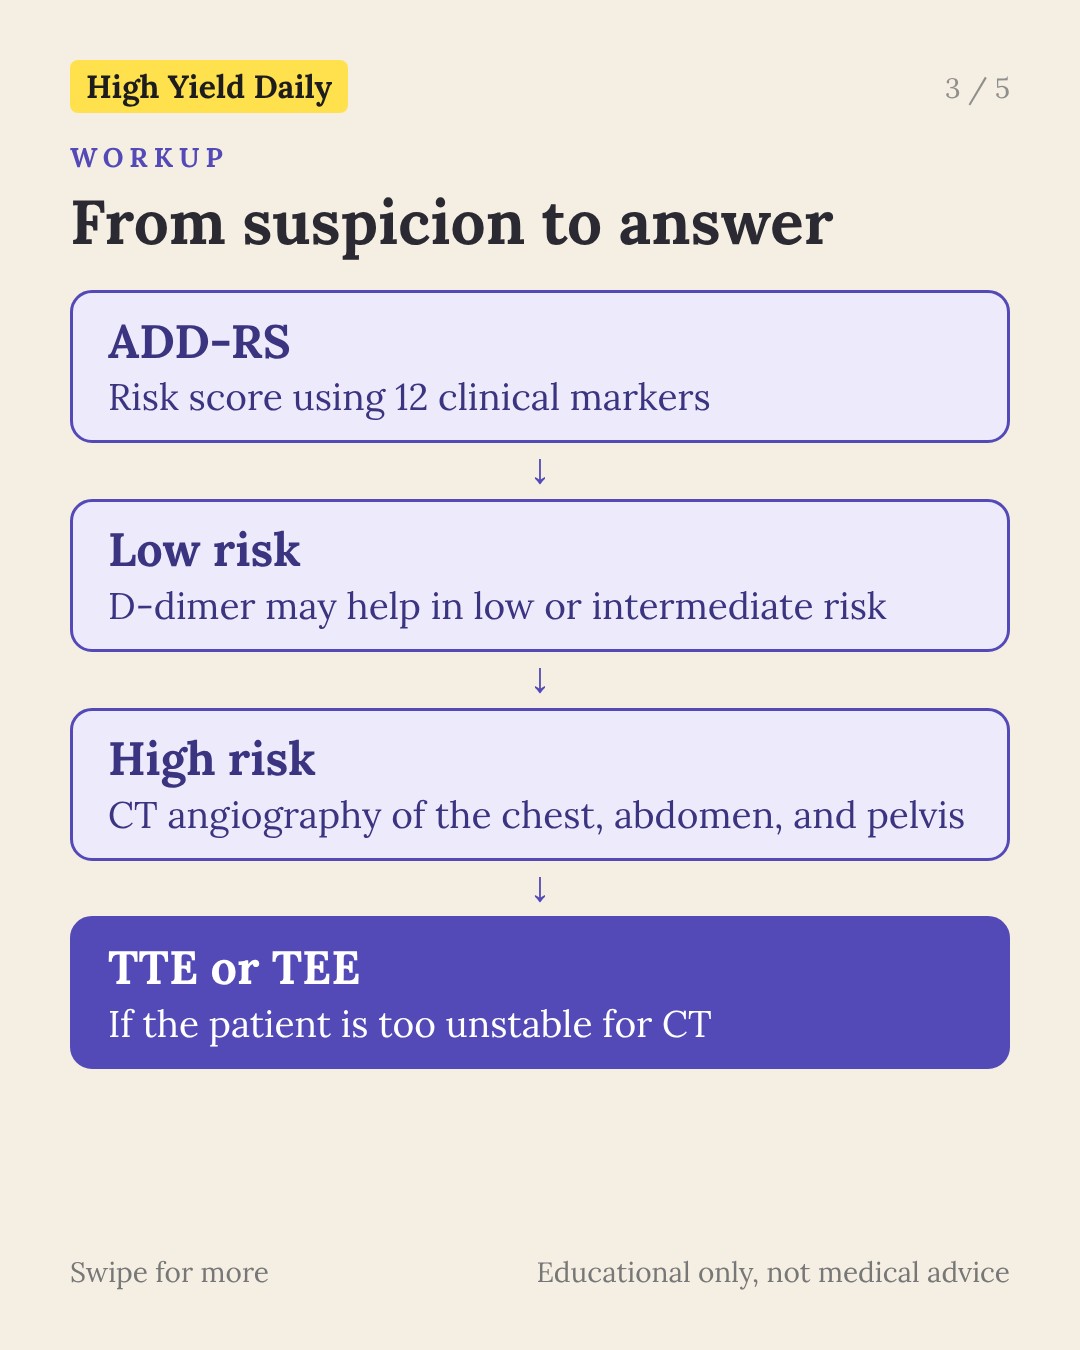 High Yield Daily
3 / 5
WORKUP
From suspicion to answer
ADD-RS
Risk score using 12 clinical markers
↓
Low risk
D-dimer may help in low or intermediate risk
↓
High risk
CT angiography of the chest, abdomen, and pelvis
↓
TTE or TEE
If the patient is too unstable for CT
Swipe for more
Educational only, not medical advice